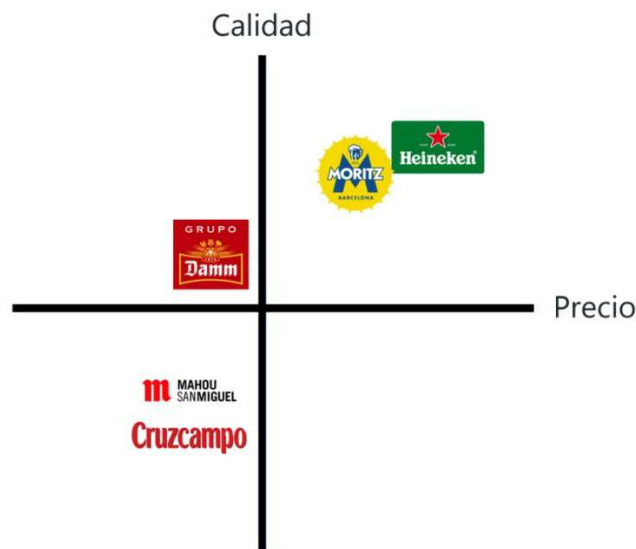 Calidad
Heineken
MORITZ
BARCELONA
GRUPO
Damm
Precio
MAHOU
SANMIGUEL
Cruzcampo